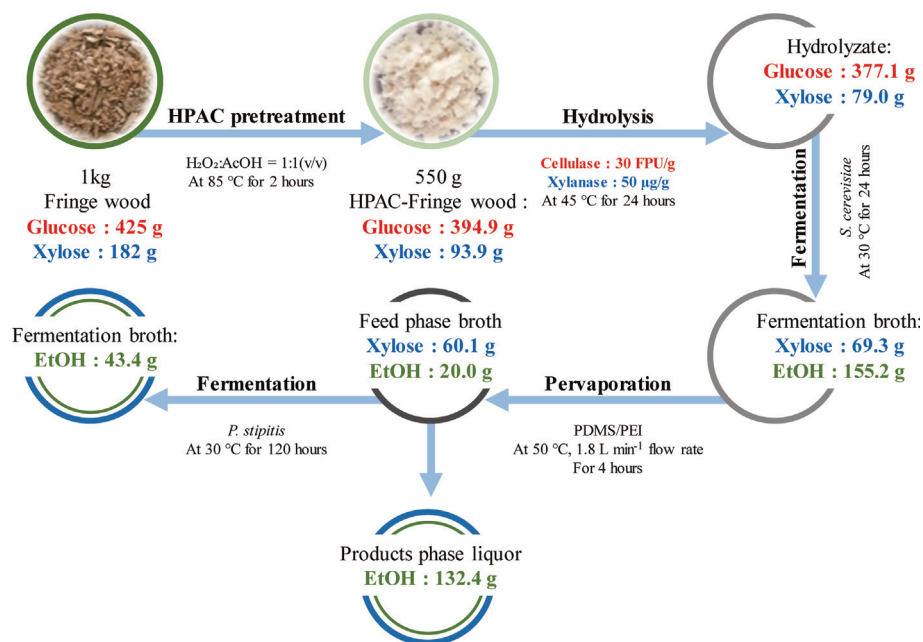 HPAC pretreatment
H₂O₂:AcOH = 1:1(v/v)
At 85 °C for 2 hours
1kg
Fringe wood
Glucose : 425 g
Xylose : 182 g
550 g
HPAC-Fringe wood :
Glucose : 394.9 g
Xylose : 93.9 g
Hydrolysis
Cellulase : 30 FPU/g
Xylanase : 50 µg/g
At 45 °C for 24 hours
Hydrolyzate:
Glucose : 377.1 g
Xylose : 79.0 g
Fermentation
S. cerevisiae
At 30 °C for 24 hours
Fermentation broth:
Xylose : 69.3 g
EtOH : 155.2 g
Pervaporation
PDMS/PEI
At 50 °C, 1.8 L min⁻¹ flow rate
For 4 hours
Feed phase broth
Xylose : 60.1 g
EtOH : 20.0 g
Fermentation
P. stipitis
At 30 °C for 120 hours
Fermentation broth:
EtOH : 43.4 g
Products phase liquor
EtOH : 132.4 g